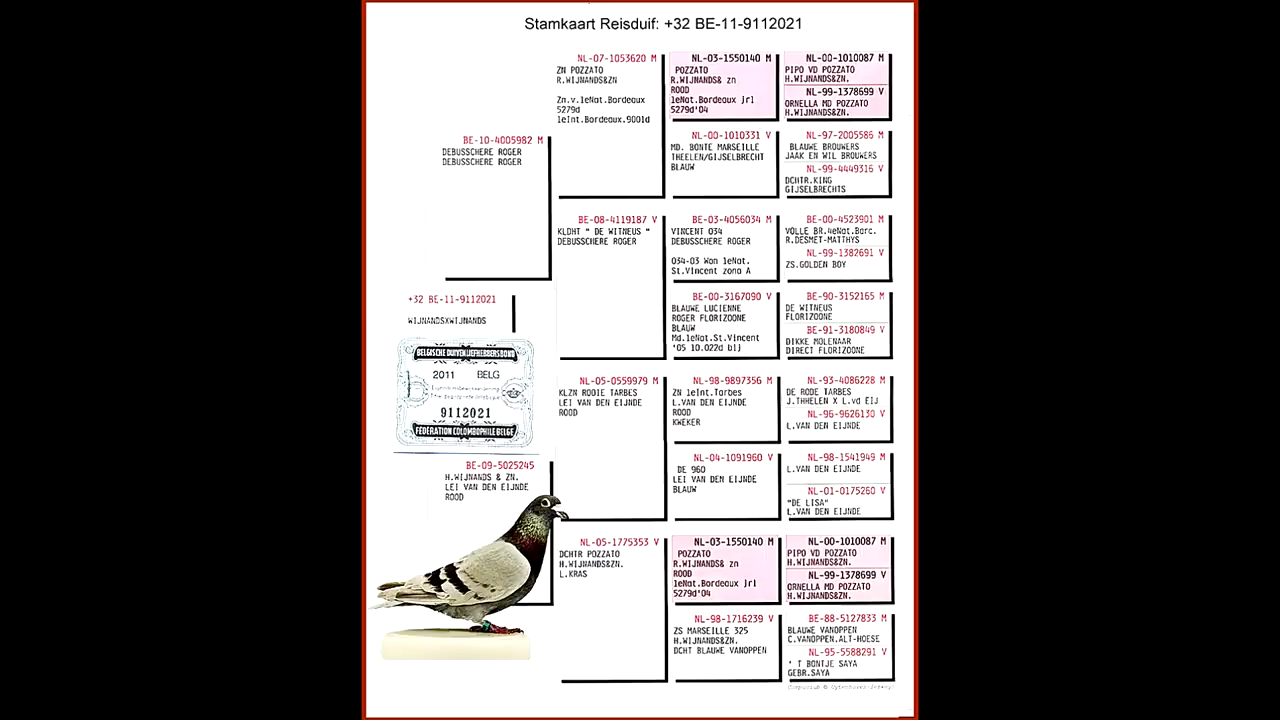 Stamkaart Reisduif: +32 BE-11-9112021
BE-10-4005982 M
DEBUSSCHERE ROGER
DEBUSSCHERE ROGER
+32 BE-11-9112021
WIJNANDSXWIJNANDS
BELGISCHE DUIVENLIEFHEBBERSBOND
2011 BELG
9112021
FEDERATION COLOMBOPHILE BELGE
BE-09-5025245
H.WIJNANDS & ZN.
LEI VAN DEN EIJNDE
ROOD
NL-07-1053620 M
ZN POZZATO
R.WIJNANDS&ZN
Zn.v.1eNat.Bordeaux
5279d
1eInt.Bordeaux.9001d
BE-08-4119187 V
KLDHT " DE WITNEUS "
DEBUSSCHERE ROGER
NL-05-0559979 M
KLZN ROOIE TARBES
LEI VAN DEN EIJNDE
ROOD
NL-05-1775353 V
DCHTR POZZATO
H.WIJNANDS&ZN.
L.KRAS
NL-03-1550140 M
POZZATO
R.WIJNANDS& zn
ROOD
1eNat.Bordeaux jrl
5279d'04
NL-00-1010331 V
MD. BONTE MARSEILLE
THEELEN/GIJSELBRECHT
BLAUW
BE-03-4056034 M
VINCENT 034
DEBUSSCHERE ROGER
034-03 Won 1eNat.
St.Vincent zona A
BE-00-3167090 V
BLAUWE LUCIENNE
ROGER FLORIZOONE
BLAUW
Md.1eNat.St.Vincent
'05 10.022d bij
NL-98-9897356 M
ZN 1eInt.Tarbes
L.VAN DEN EIJNDE
ROOD
KWEKER
NL-04-1091960 V
DE 960
LEI VAN DEN EIJNDE
BLAUW
NL-03-1550140 M
POZZATO
R.WIJNANDS& zn
ROOD
1eNat.Bordeaux jrl
5279d'04
NL-98-1716239 V
ZS MARSEILLE 325
H.WIJNANDS&ZN.
DCHT BLAUWE VANOPPEN
NL-00-1010087 M
PIPO VD POZZATO
H.WIJNANDS&ZN.
NL-99-1378699 V
ORNELLA MD POZZATO
H.WIJNANDS&ZN.
NL-97-2005586 M
BLAUWE BROUWERS
JAAK EN WIL BROUWERS
NL-99-4449316 V
DCHTR.KING
GIJSELBRECHTS
BE-00-4523901 M
VOLLE BR.4eNat.Barc.
R.DESMET-MATTHYS
NL-99-1382691 V
ZS.GOLDEN BOY
BE-90-3152165 M
DE WITNEUS
FLORIZOONE
BE-91-3180849 V
DIKKE MOLENAAR
DIRECT FLORIZOONE
NL-93-4086228 M
DE RODE TARBES
J.THHELEN X L.vd EIJ
NL-96-9626130 V
L.VAN DEN EIJNDE
NL-98-1541949 M
L.VAN DEN EIJNDE
NL-01-0175260 V
"DE LISA"
L.VAN DEN EIJNDE
NL-00-1010087 M
PIPO VD POZZATO
H.WIJNANDS&ZN.
NL-99-1378699 V
ORNELLA MD POZZATO
H.WIJNANDS&ZN.
BE-88-5127833 M
BLAUWE VANOPPEN
C.VANOPPEN.ALT-HOESE
NL-95-5588291 V
' T BONTJE SAYA
GEBR.SAYA